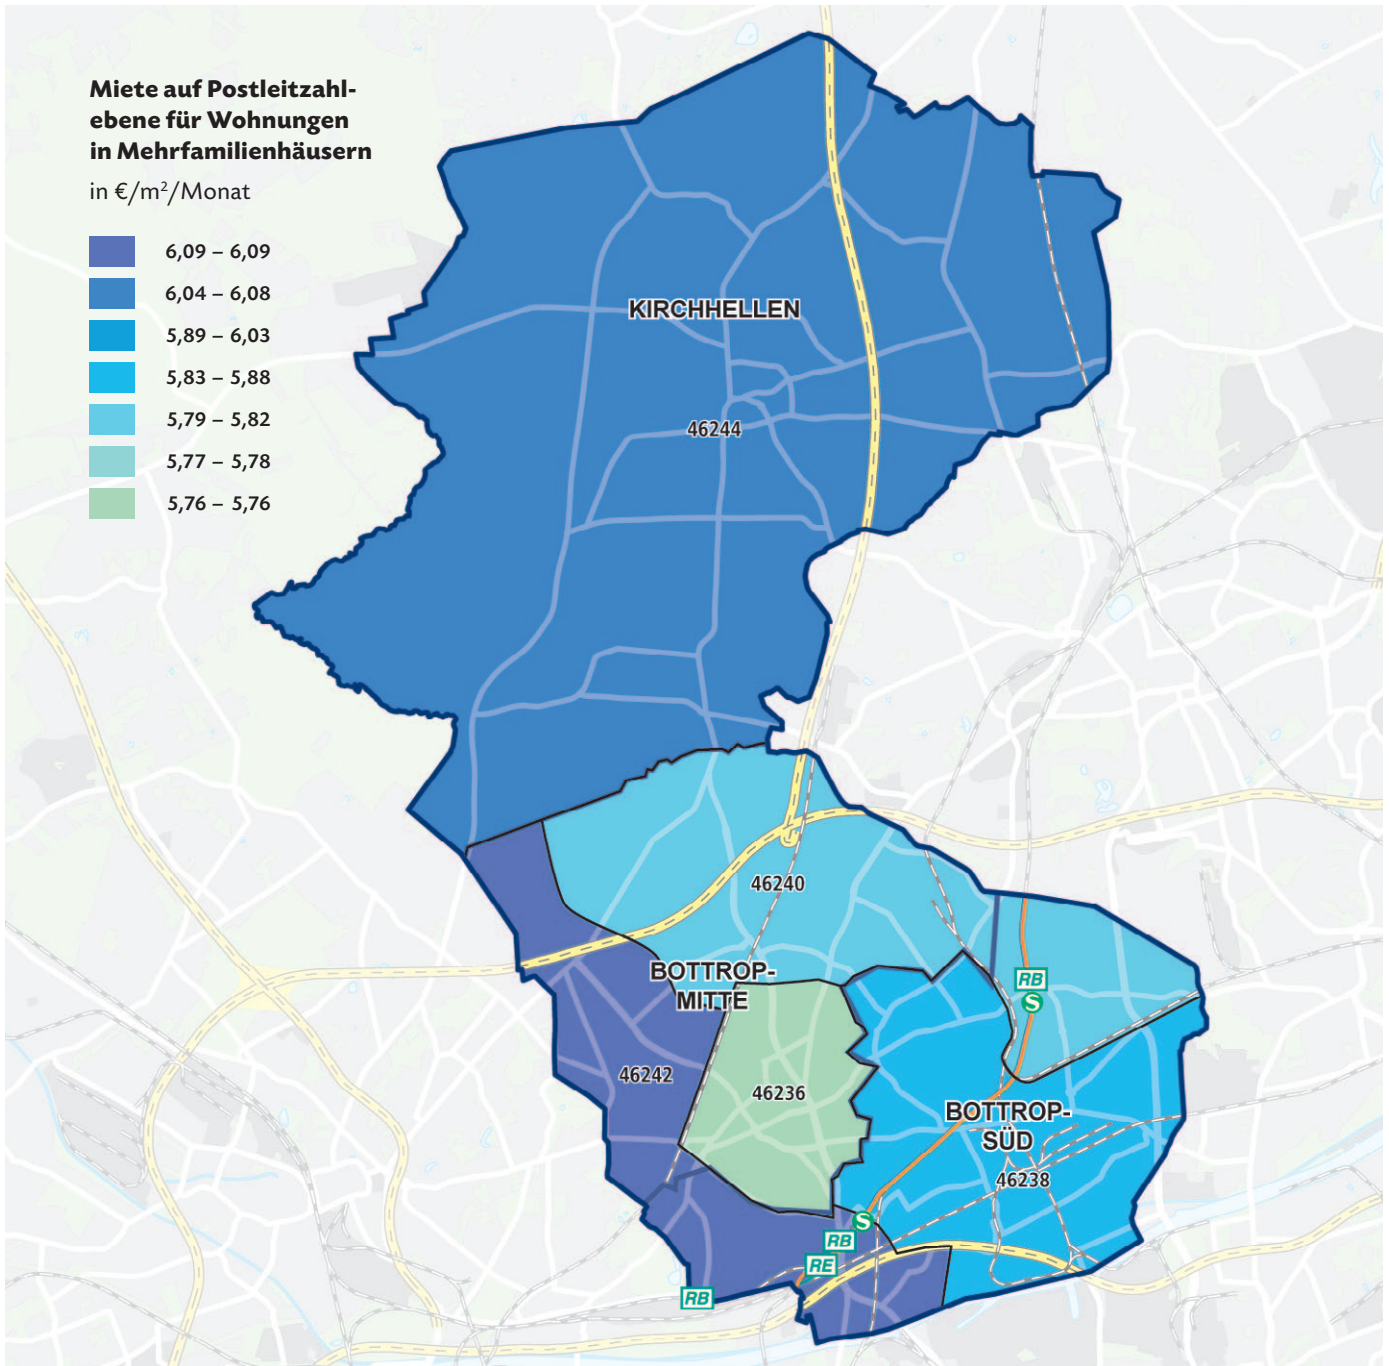 Miete auf Postleitzahl-
ebene für Wohnungen
in Mehrfamilienhäusern
in €/m²/Monat
6,09 – 6,09
6,04 – 6,08
5,89 – 6,03
5,83 – 5,88
5,79 – 5,82
5,77 – 5,78
5,76 – 5,76
KIRCHHELLEN
46244
46240
BOTTROP-
MITTE
RB
S
46242
46236
BOTTROP-
SÜD
46238
S
RB
RE
RB